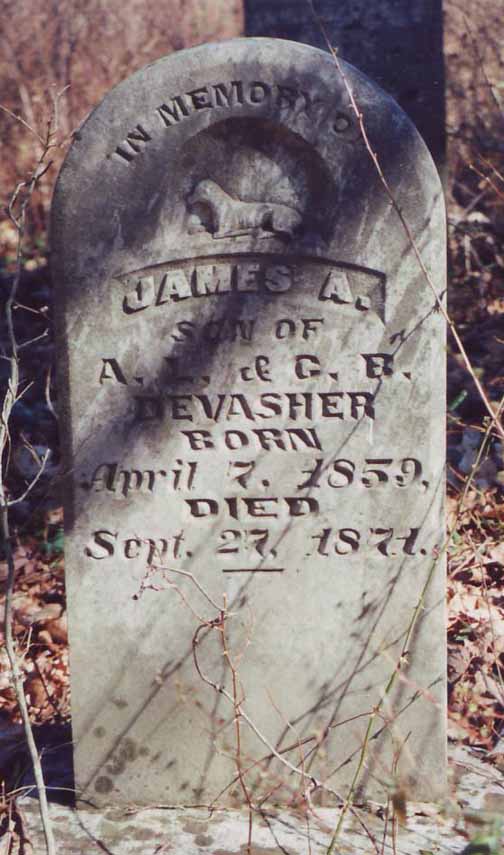 IN MEMORY OF
JAMES A.
SON OF
A. L. & G. B.
DEVASHER
BORN
April 7, 1859,
DIED
Sept. 27, 1871.